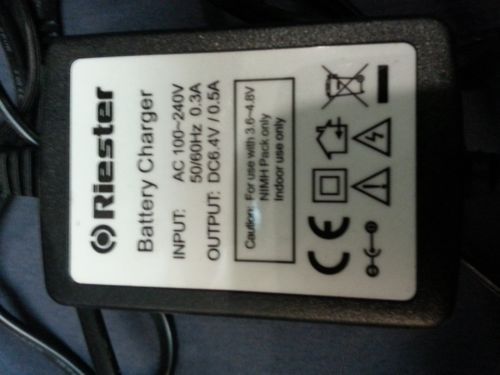 Riester
Battery Charger
INPUT: AC 100~240V
50/60Hz 0.3A
OUTPUT: DC6.4V / 0.5A
Caution: For use with 3.6~4.8V
NIMH Pack only
Indoor use only
CE